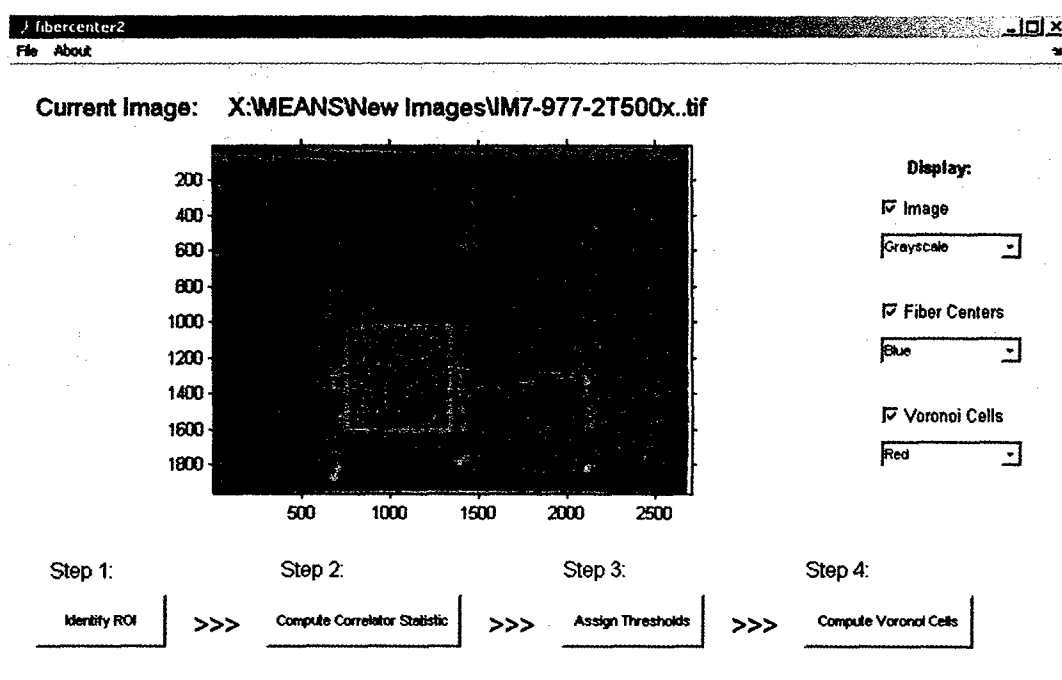 fibercenter2
File About
Current Image: X:\MEANS\New Images\IM7-977-2T500x..tif
Display:
200
Image
400
Grayscale
600
800
Fiber Centers
1000
Blue
1200
1400
Voronoi Cells
1600
Red
1800
500 1000 1500 2000 2500
Step 1: Step 2: Step 3: Step 4:
Identify ROI >>> Compute Correlator Statistic >>> Assign Thresholds >>> Compute Voronoi Cells